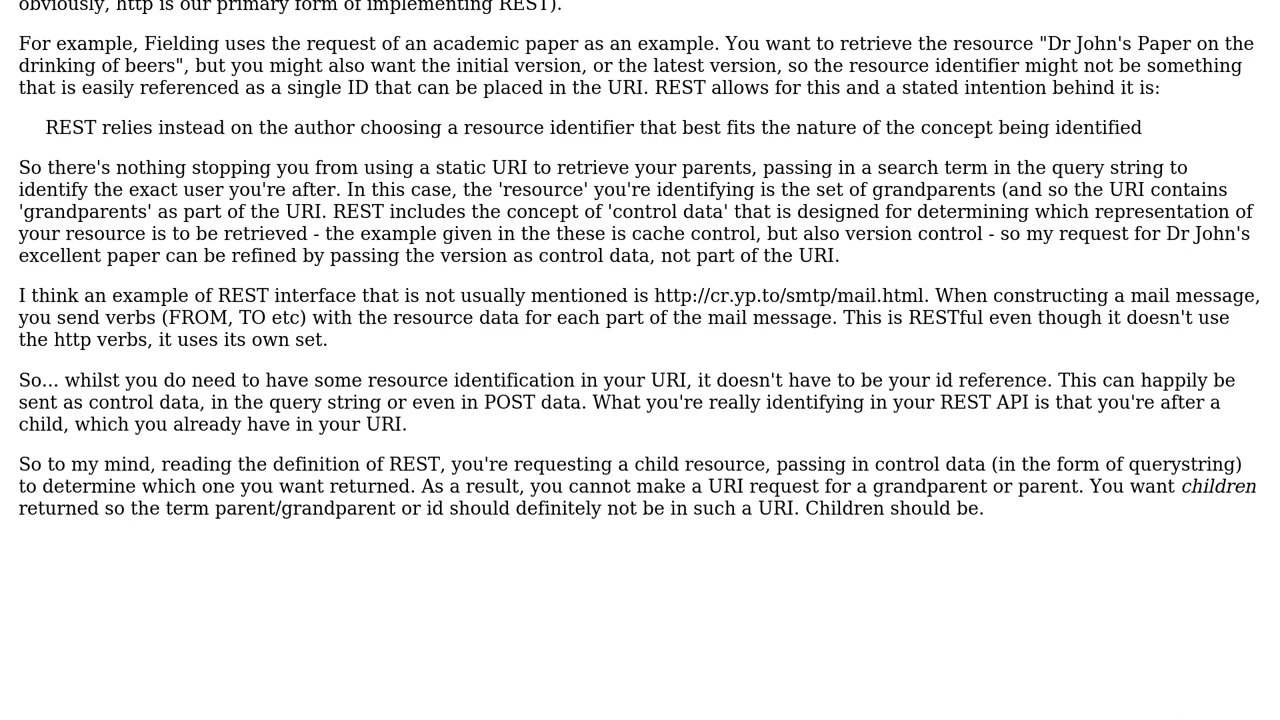 obviously, http is our primary form of implementing REST).
For example, Fielding uses the request of an academic paper as an example. You want to retrieve the resource "Dr John's Paper on the
drinking of beers", but you might also want the initial version, or the latest version, so the resource identifier might not be something
that is easily referenced as a single ID that can be placed in the URI. REST allows for this and a stated intention behind it is:
REST relies instead on the author choosing a resource identifier that best fits the nature of the concept being identified
So there's nothing stopping you from using a static URI to retrieve your parents, passing in a search term in the query string to
identify the exact user you're after. In this case, the 'resource' you're identifying is the set of grandparents (and so the URI contains
'grandparents' as part of the URI. REST includes the concept of 'control data' that is designed for determining which representation of
your resource is to be retrieved - the example given in the these is cache control, but also version control - so my request for Dr John's
excellent paper can be refined by passing the version as control data, not part of the URI.
I think an example of REST interface that is not usually mentioned is http://cr.yp.to/smtp/mail.html. When constructing a mail message,
you send verbs (FROM, TO etc) with the resource data for each part of the mail message. This is RESTful even though it doesn't use
the http verbs, it uses its own set.
So... whilst you do need to have some resource identification in your URI, it doesn't have to be your id reference. This can happily be
sent as control data, in the query string or even in POST data. What you're really identifying in your REST API is that you're after a
child, which you already have in your URI.
So to my mind, reading the definition of REST, you're requesting a child resource, passing in control data (in the form of querystring)
to determine which one you want returned. As a result, you cannot make a URI request for a grandparent or parent. You want children
returned so the term parent/grandparent or id should definitely not be in such a URI. Children should be.